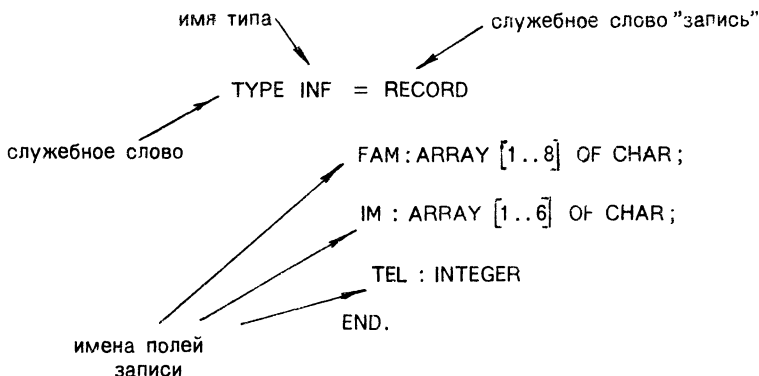 имя типа
служебное слово "запись"
TYPE INF = RECORD
служебное слово
FAM : ARRAY [1..8] OF CHAR ;
IM : ARRAY [1..6] OF CHAR ;
TEL : INTEGER
END.
имена полей
записи